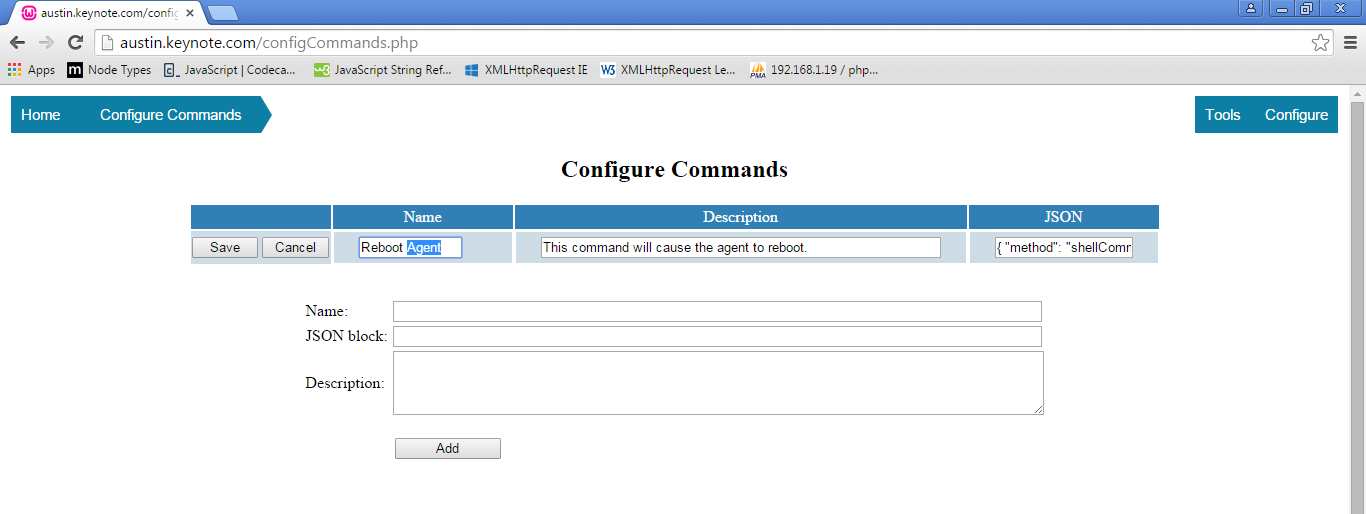 austin.keynote.com/config
austin.keynote.com/configCommands.php
Apps Node Types JavaScript | Codeca... JavaScript String Ref... XMLHttpRequest IE XMLHttpRequest Le... 192.168.1.19 / php...
Home Configure Commands Tools Configure
Configure Commands
Name Description JSON
Save Cancel Reboot Agent This command will cause the agent to reboot. { "method": "shellComm
Name:
JSON block:
Description:
Add